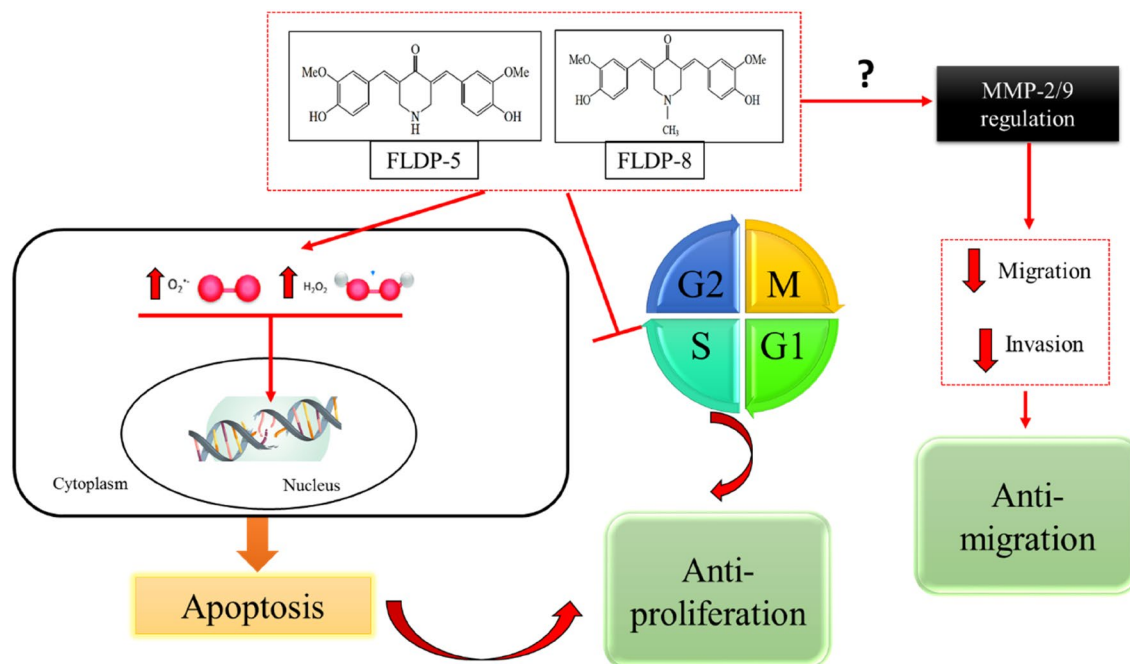 O
MeO
OMe
HO
N
H
OH
FLDP-5
O
MeO
OMe
HO
N
CH₃
OH
FLDP-8
?
MMP-2/9
regulation
O₂•-
H₂O₂
Cytoplasm
Nucleus
G2
M
S
G1
Migration
Invasion
Apoptosis
Anti-
proliferation
Anti-
migration